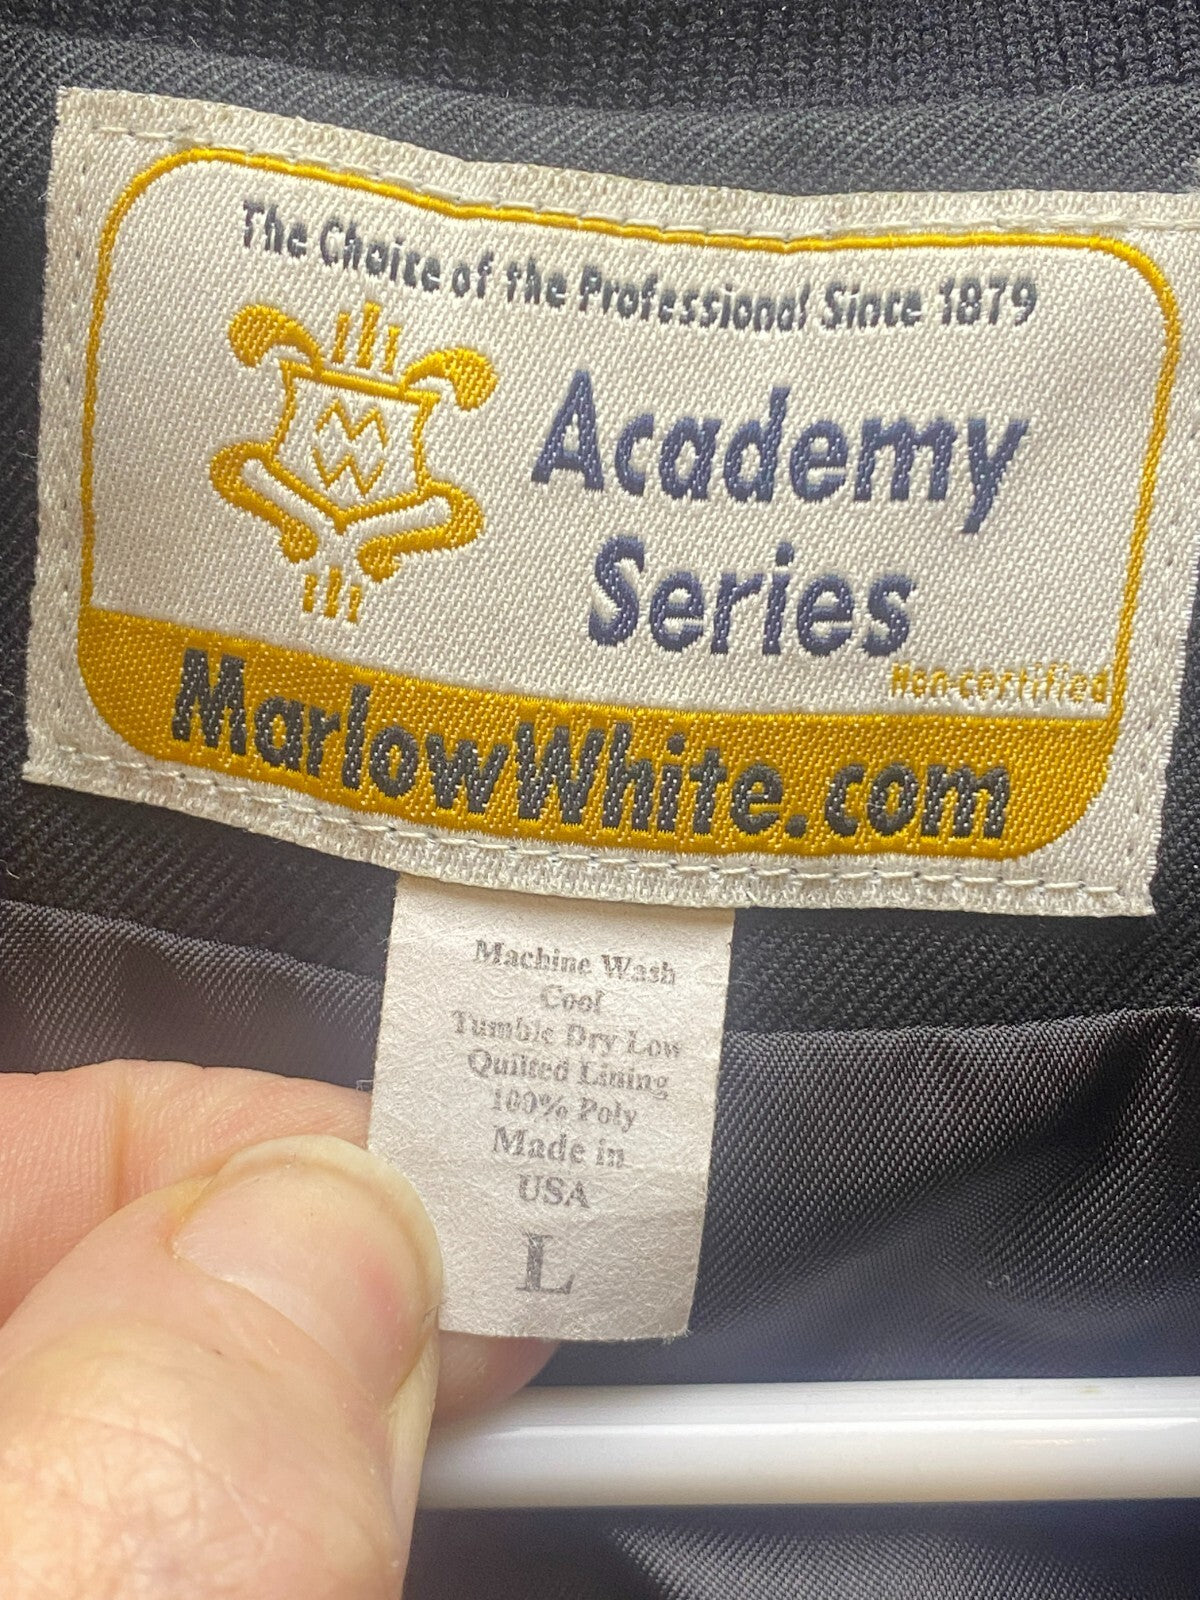 The Choice of the Professional Since 1879
M
W
Academy
Series
Non-certified
MarlowWhite.com
Machine Wash
Cool
Tumble Dry Low
Quilted Lining
100% Poly
Made in
USA
L